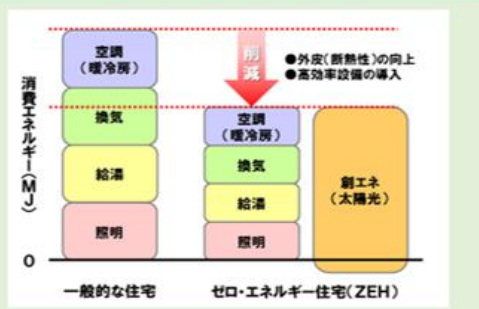 空調
(暖冷房)
換気
給湯
照明
消費エネルギー(MJ)
0
削減
●外皮(断熱性)の向上
●高効率設備の導入
空調
(暖冷房)
換気
給湯
照明
創エネ
(太陽光)
一般的な住宅
ゼロ・エネルギー住宅(ZEH)